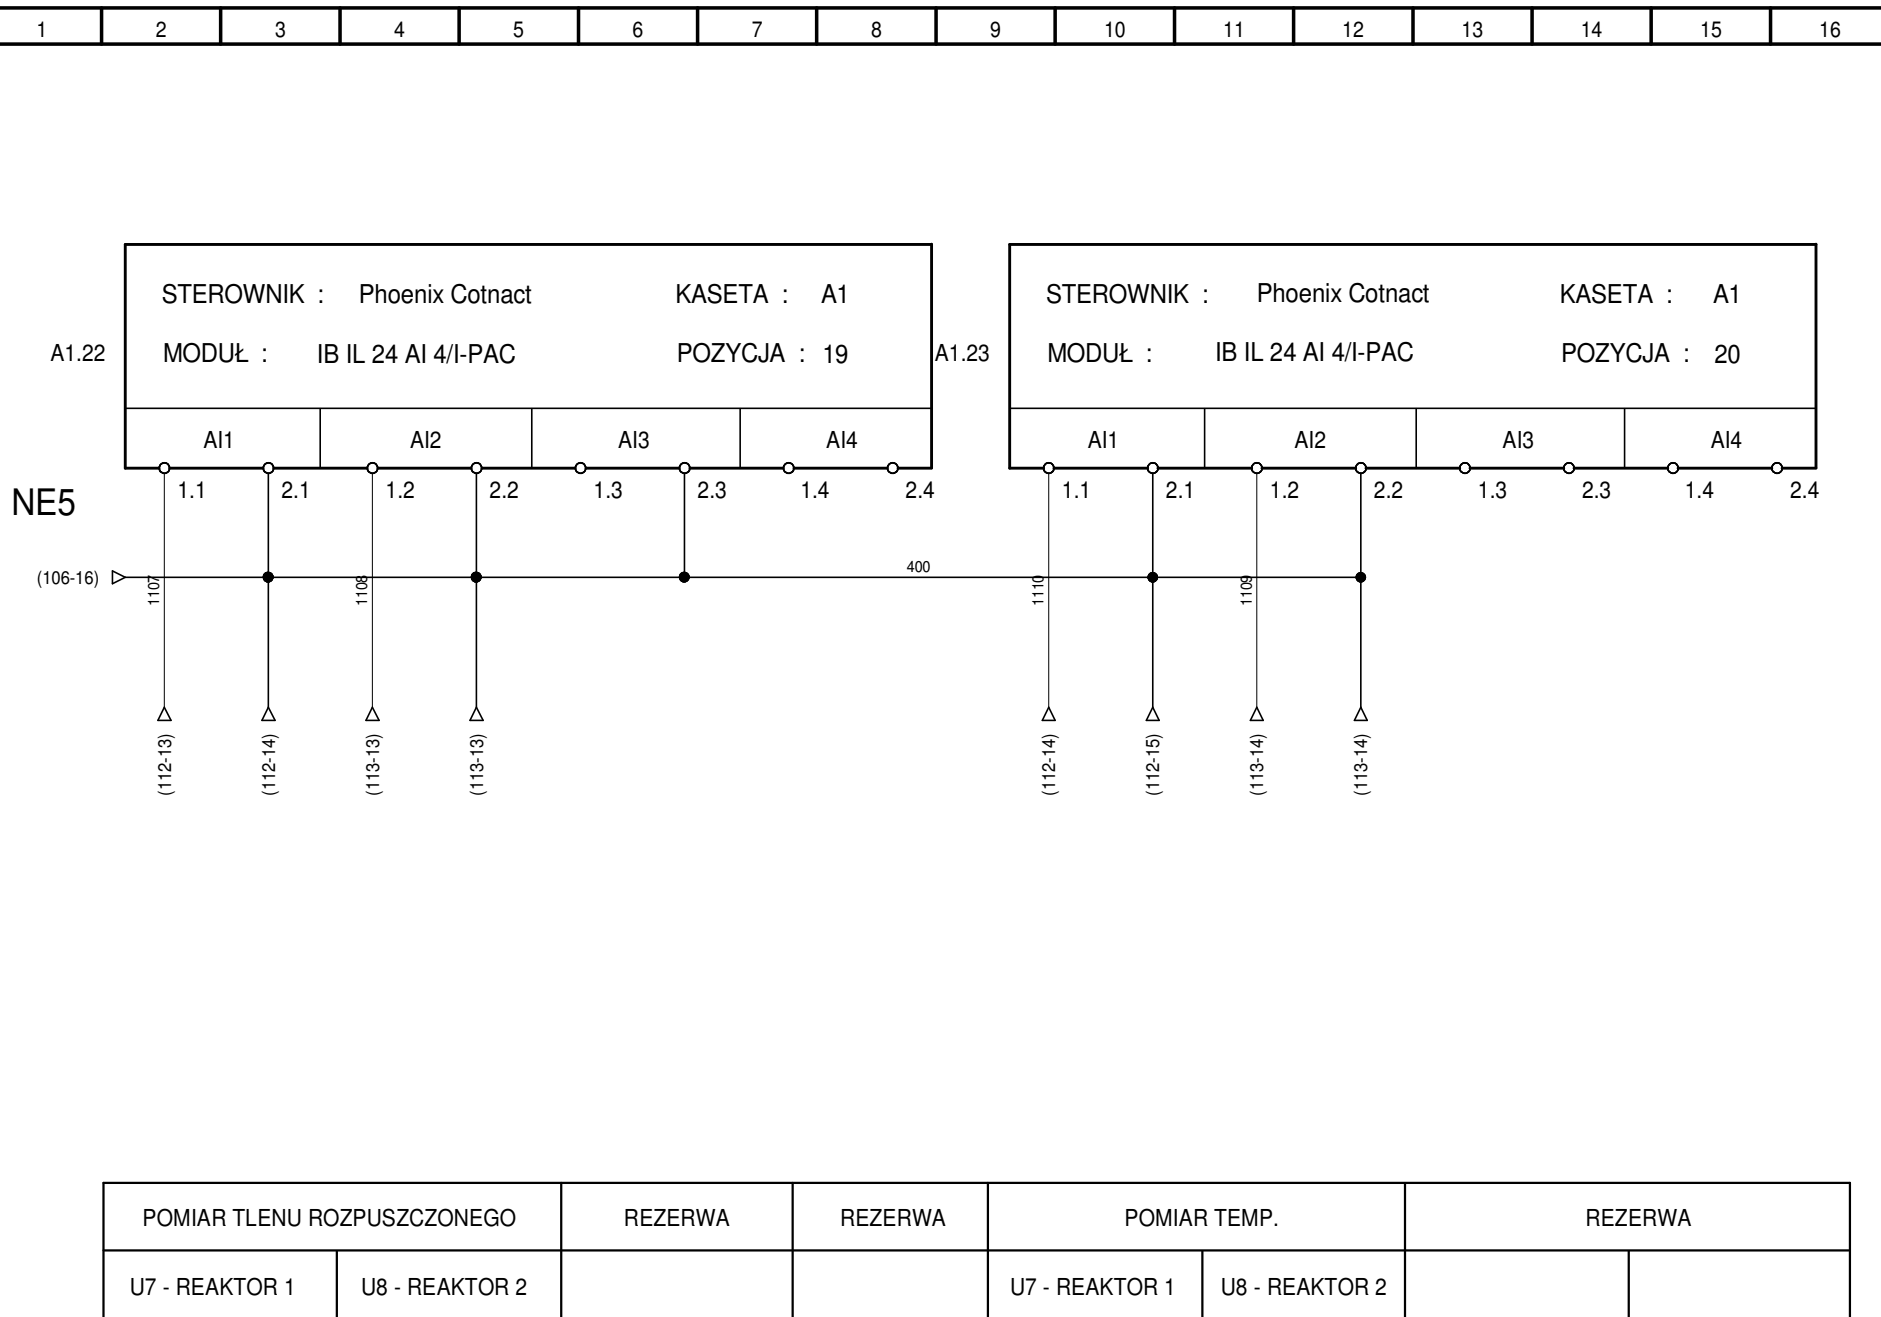 1 2 3 4 5 6 7 8 9 10 11 12 13 14 15 16
STEROWNIK : Phoenix Cotnact KASETA : A1
A1.22 MODUŁ : IB IL 24 AI 4/I-PAC POZYCJA : 19
AI1 AI2 AI3 AI4
1.1 2.1 1.2 2.2 1.3 2.3 1.4 2.4
STEROWNIK : Phoenix Cotnact KASETA : A1
A1.23 MODUŁ : IB IL 24 AI 4/I-PAC POZYCJA : 20
AI1 AI2 AI3 AI4
1.1 2.1 1.2 2.2 1.3 2.3 1.4 2.4
NE5
(106-16) 1107 1108 400 1110 1109
(112-13) (112-14) (113-13) (113-13) (112-14) (112-15) (113-14) (113-14)
POMIAR TLENU ROZPUSZCZONEGO REZERWA REZERWA POMIAR TEMP. REZERWA
U7 - REAKTOR 1 U8 - REAKTOR 2 U7 - REAKTOR 1 U8 - REAKTOR 2